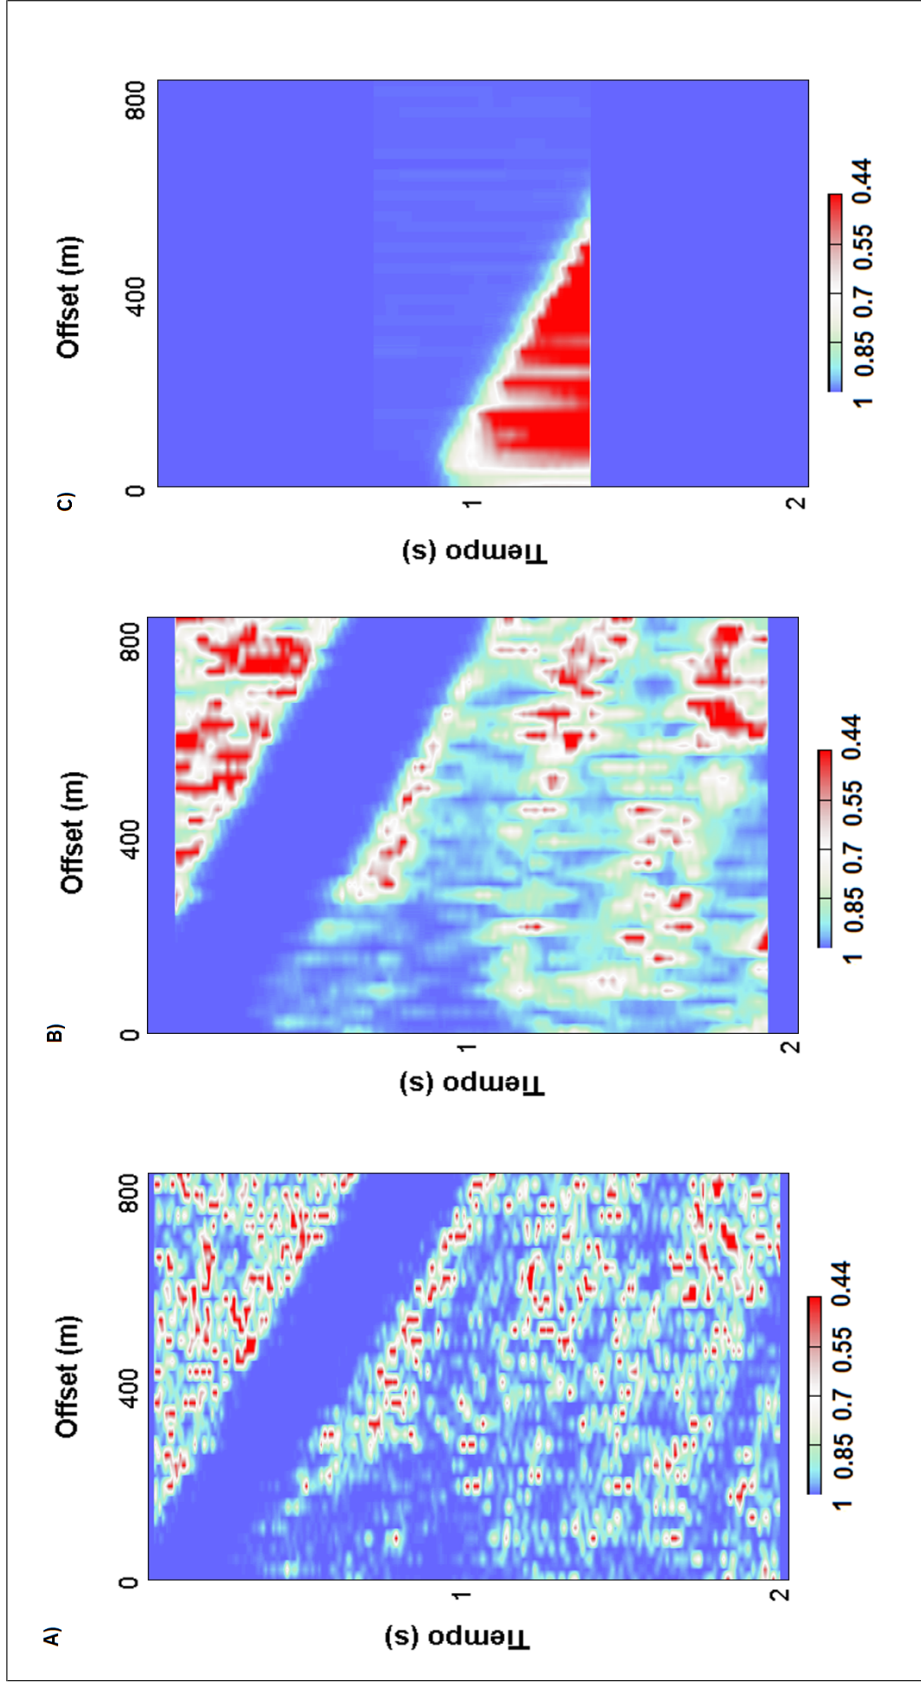 A)
Offset (m)
0 400 800
Tiempo (s)
1
2
1 0.85 0.7 0.55 0.44
B)
Offset (m)
0 400 800
Tiempo (s)
1
2
1 0.85 0.7 0.55 0.44
C)
Offset (m)
0 400 800
Tiempo (s)
1
2
1 0.85 0.7 0.55 0.44